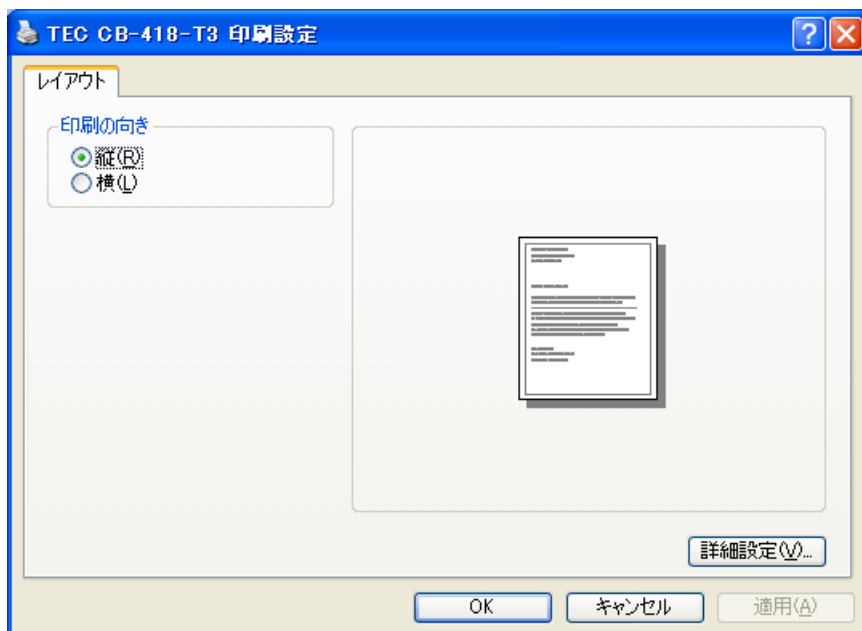 TEC CB-418-T3 印刷設定
レイアウト
印刷の向き
縦(R)
横(L)
詳細設定(V)...
OK
キャンセル
適用(A)